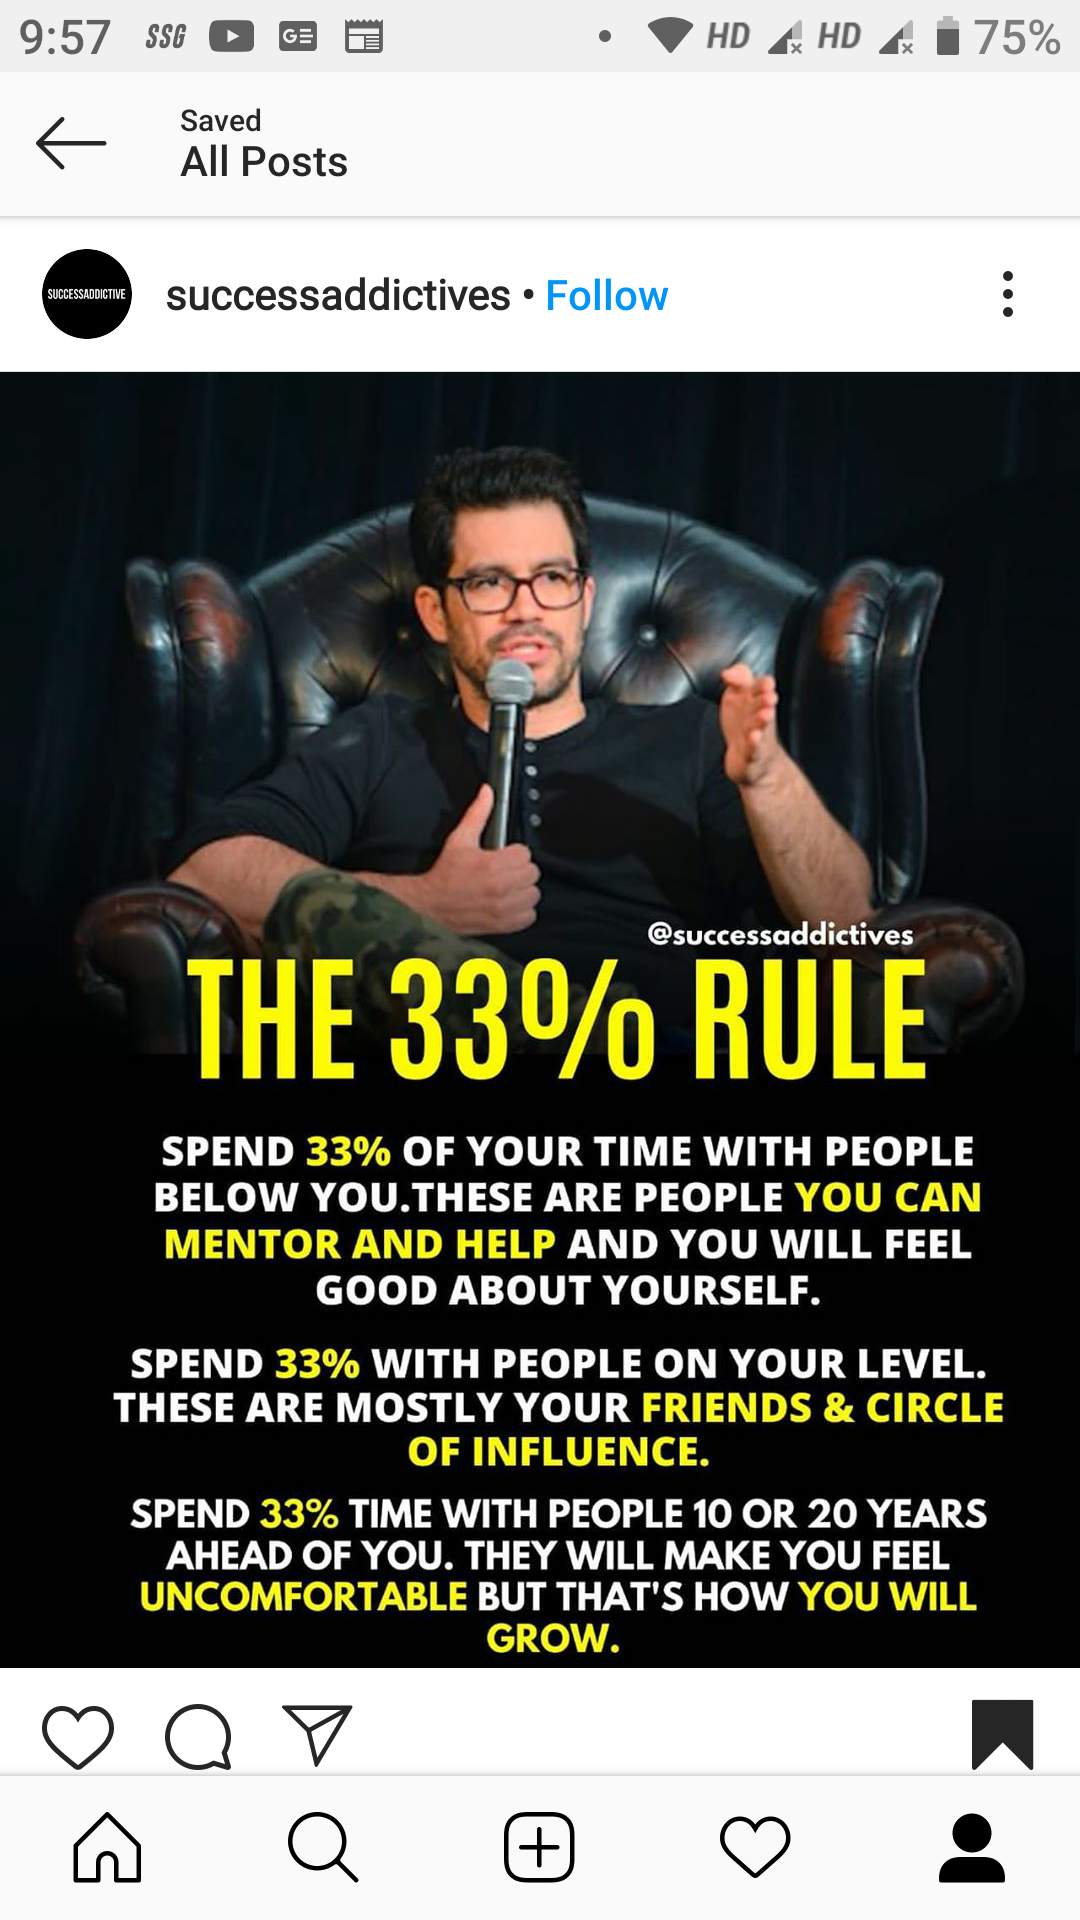 9:57 SSG GE HD HD 75%
Saved
All Posts
SUCCESSADDICTIVE
successaddictives • Follow
@successaddictives
THE 33% RULE
SPEND 33% OF YOUR TIME WITH PEOPLE
BELOW YOU.THESE ARE PEOPLE YOU CAN
MENTOR AND HELP AND YOU WILL FEEL
GOOD ABOUT YOURSELF.
SPEND 33% WITH PEOPLE ON YOUR LEVEL.
THESE ARE MOSTLY YOUR FRIENDS & CIRCLE
OF INFLUENCE.
SPEND 33% TIME WITH PEOPLE 10 OR 20 YEARS
AHEAD OF YOU. THEY WILL MAKE YOU FEEL
UNCOMFORTABLE BUT THAT'S HOW YOU WILL
GROW.